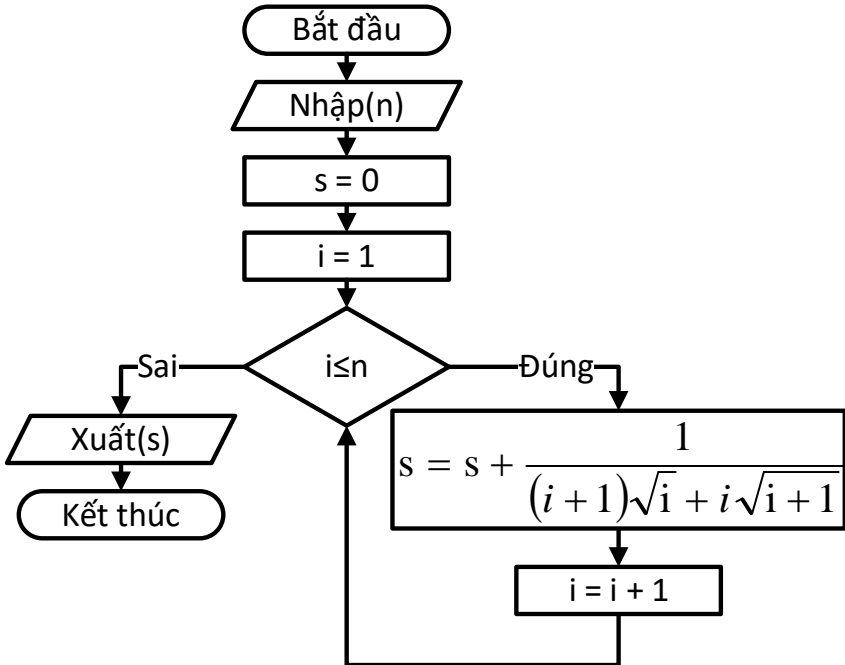 Bắt đầu
Nhập(n)
s = 0
i = 1
i≤n
Sai
Đúng
Xuất(s)
Kết thúc
s = s + 1/((i + 1)√i + i√(i + 1))
i = i + 1